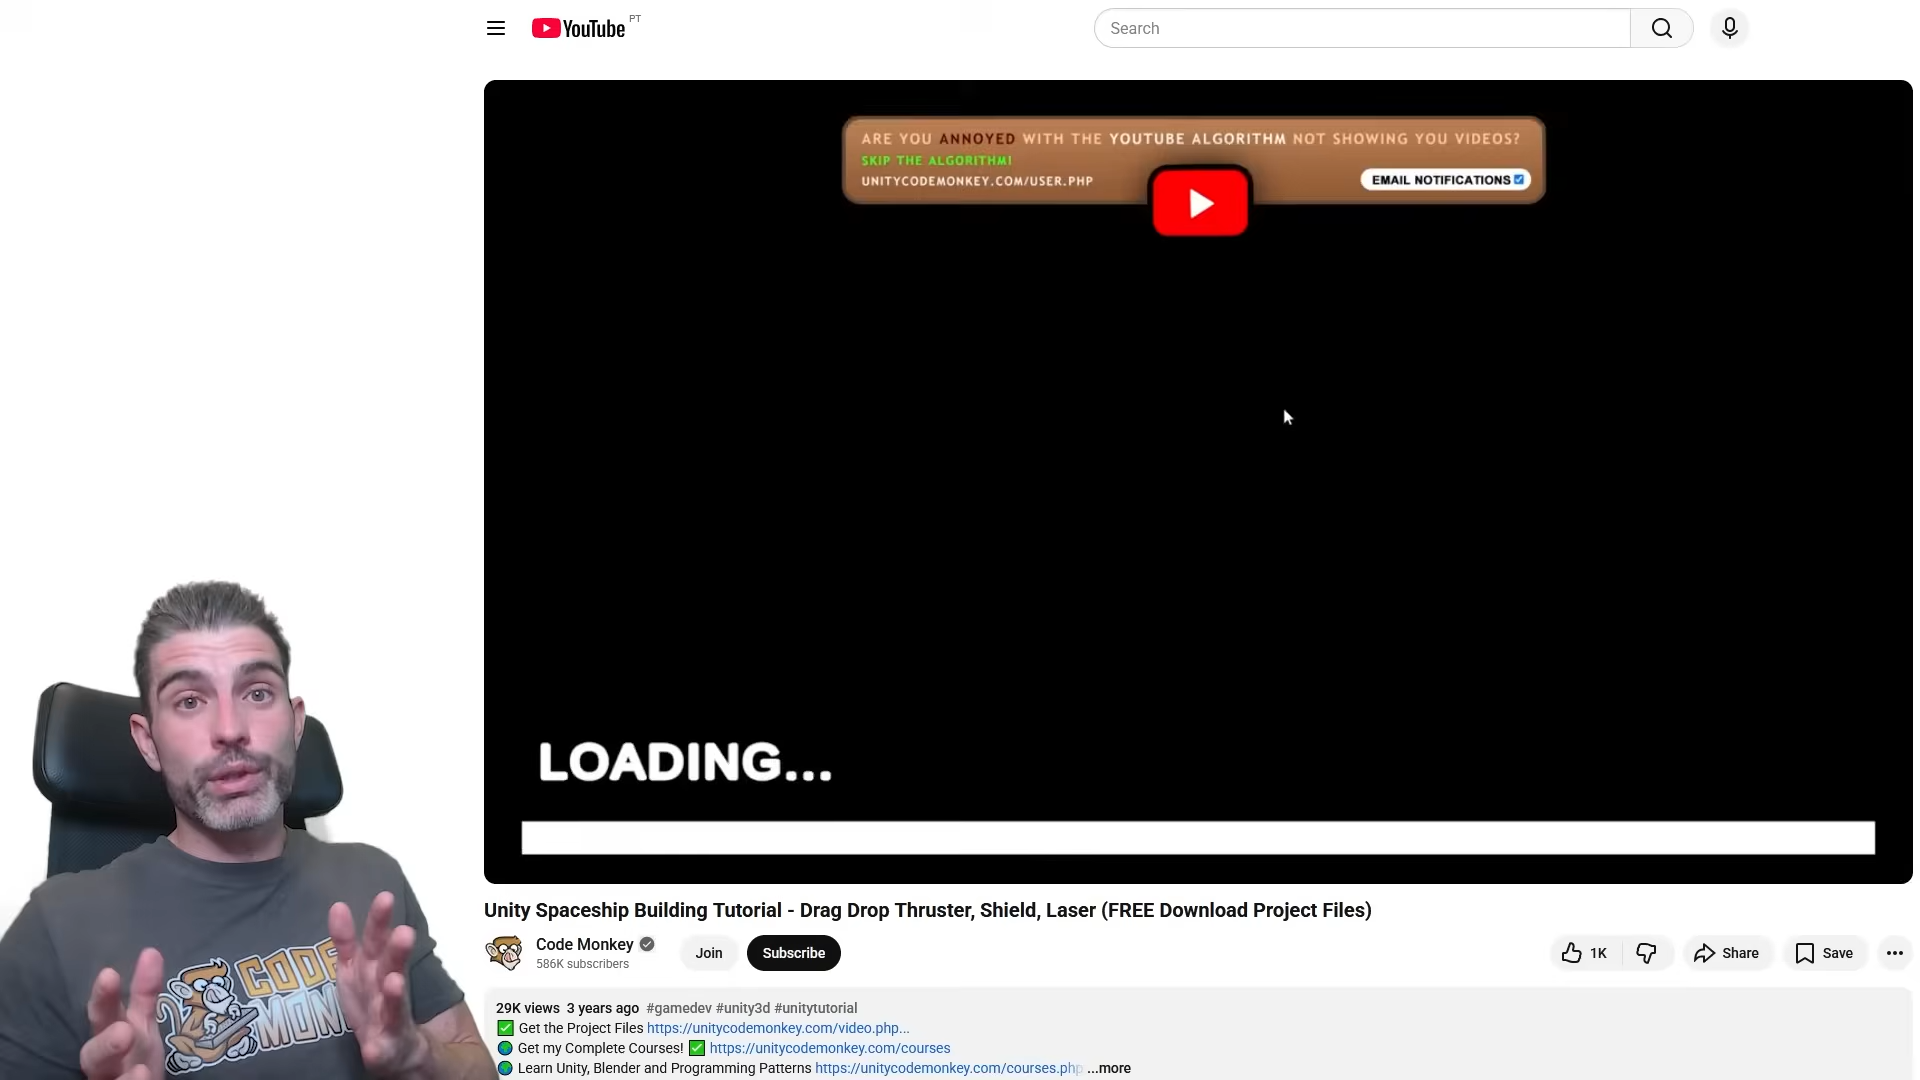 YouTube PT
Search
ARE YOU ANNOYED WITH THE YOUTUBE ALGORITHM NOT SHOWING YOU VIDEOS?
SKIP THE ALGORITHM!
UNITYCODEMONKEY.COM/USER.PHP
EMAIL NOTIFICATIONS
LOADING...
Unity Spaceship Building Tutorial - Drag Drop Thruster, Shield, Laser (FREE Download Project Files)
Code Monkey
586K subscribers
Join
Subscribe
1K
Share
Save
29K views 3 years ago #gamedev #unity3d #unitytutorial
Get the Project Files https://unitycodemonkey.com/video.php...
Get my Complete Courses! https://unitycodemonkey.com/courses
Learn Unity, Blender and Programming Patterns https://unitycodemonkey.com/courses.php ...more
CODE
MON